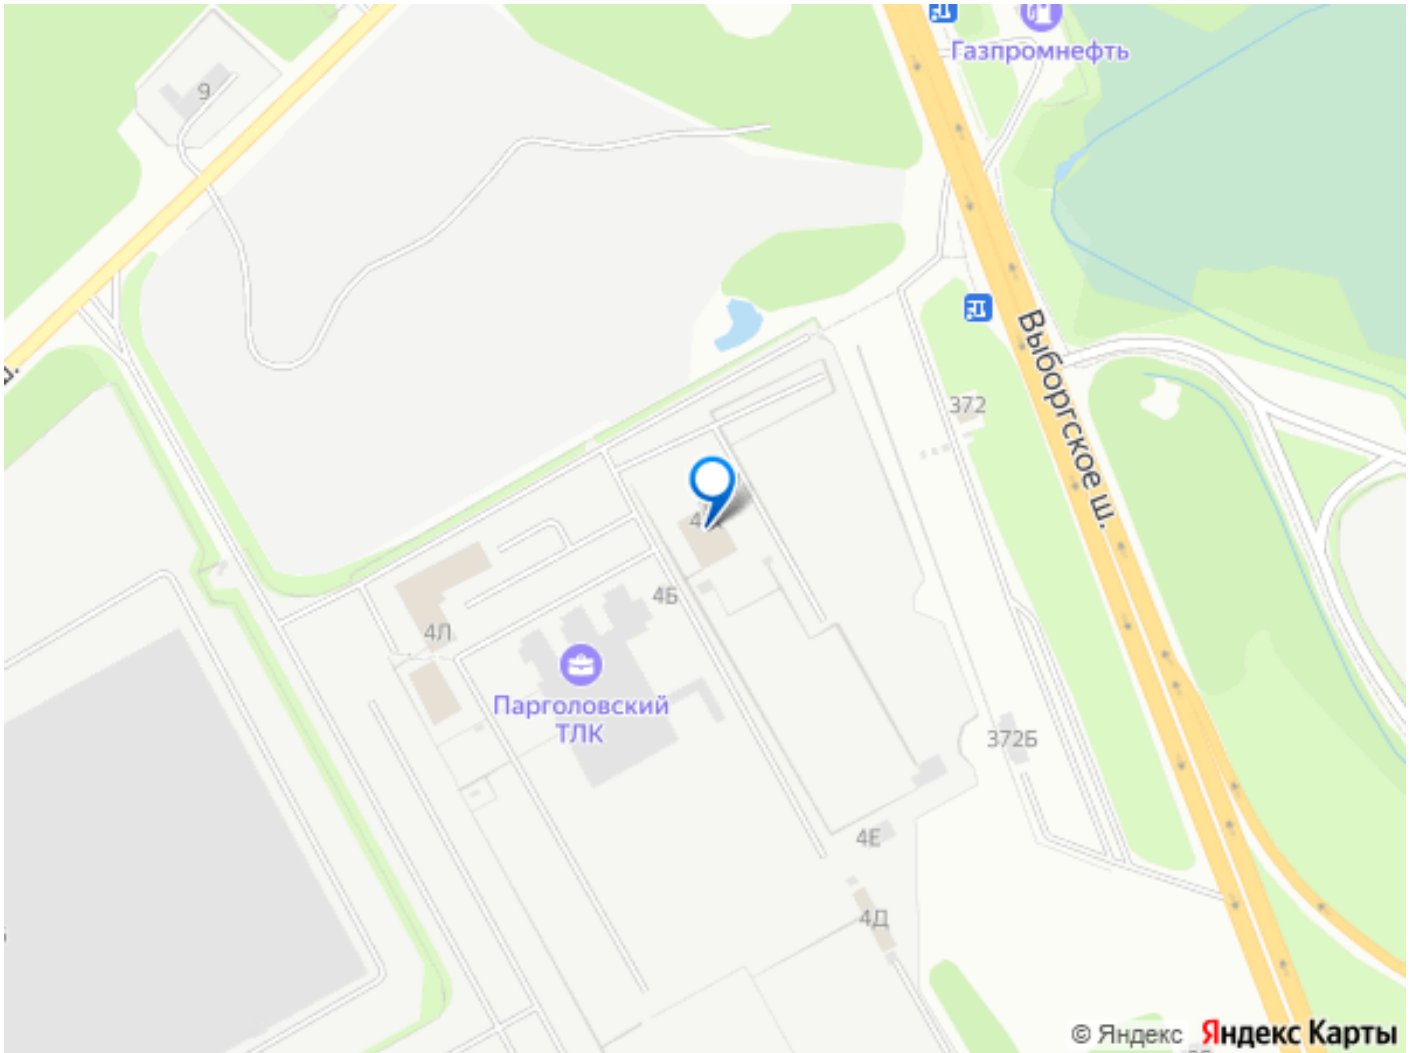 Газпромнефть
9
ш.
Выборгское ш.
372
4Б
4Л
Парголовский
ТЛК
372Б
4Е
4Д
© Яндекс Яндекс Карты